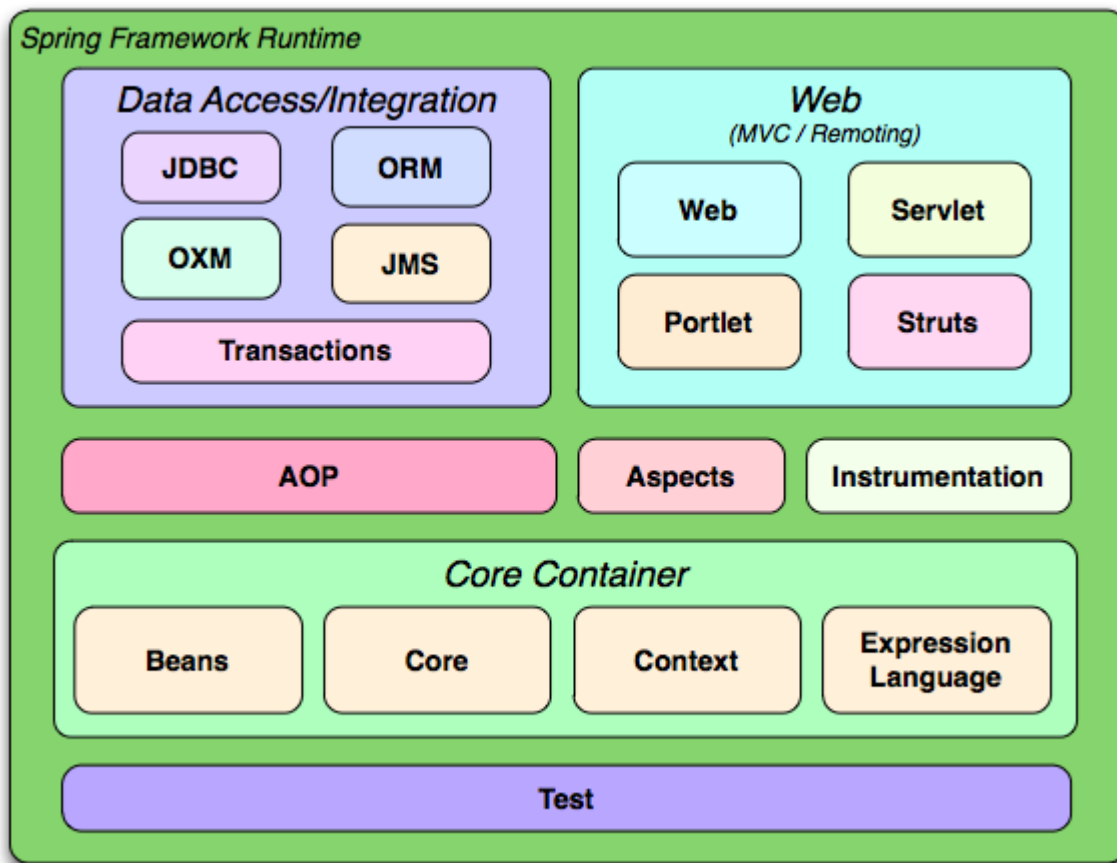 Spring Framework Runtime
Data Access/Integration
JDBC
ORM
OXM
JMS
Transactions
Web
(MVC / Remoting)
Web
Servlet
Portlet
Struts
AOP
Aspects
Instrumentation
Core Container
Beans
Core
Context
Expression
Language
Test